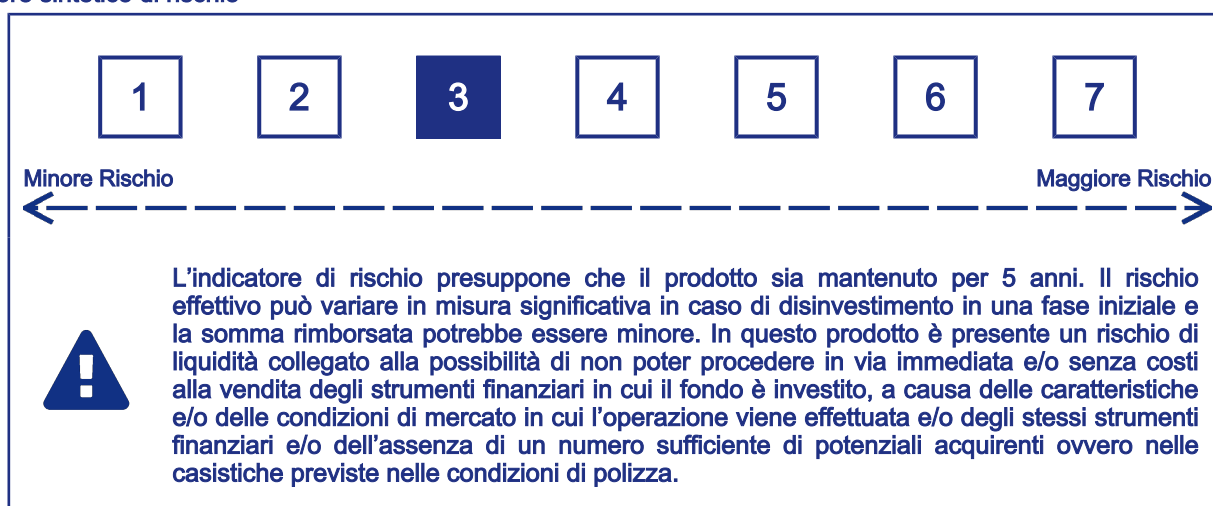 sintetico di rischio
1 2 3 4 5 6 7
Minore Rischio Maggiore Rischio
L'indicatore di rischio presuppone che il prodotto sia mantenuto per 5 anni. Il rischio
effettivo può variare in misura significativa in caso di disinvestimento in una fase iniziale e
la somma rimborsata potrebbe essere minore. In questo prodotto è presente un rischio di
liquidità collegato alla possibilità di non poter procedere in via immediata e/o senza costi
alla vendita degli strumenti finanziari in cui il fondo è investito, a causa delle caratteristiche
e/o delle condizioni di mercato in cui l'operazione viene effettuata e/o degli stessi strumenti
finanziari e/o dell'assenza di un numero sufficiente di potenziali acquirenti ovvero nelle
casistiche previste nelle condizioni di polizza.